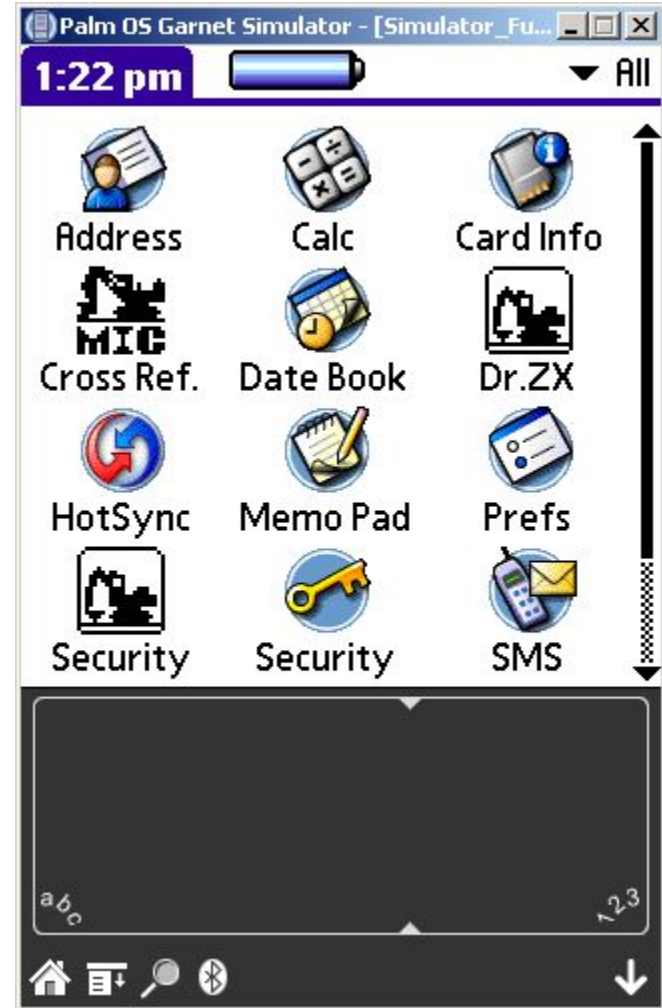 Palm OS Garnet Simulator - [Simulator_Fu...
1:22 pm All
Address Calc Card Info
MIC
Cross Ref. Date Book Dr.ZX
HotSync Memo Pad Prefs
Security Security SMS
abc 123